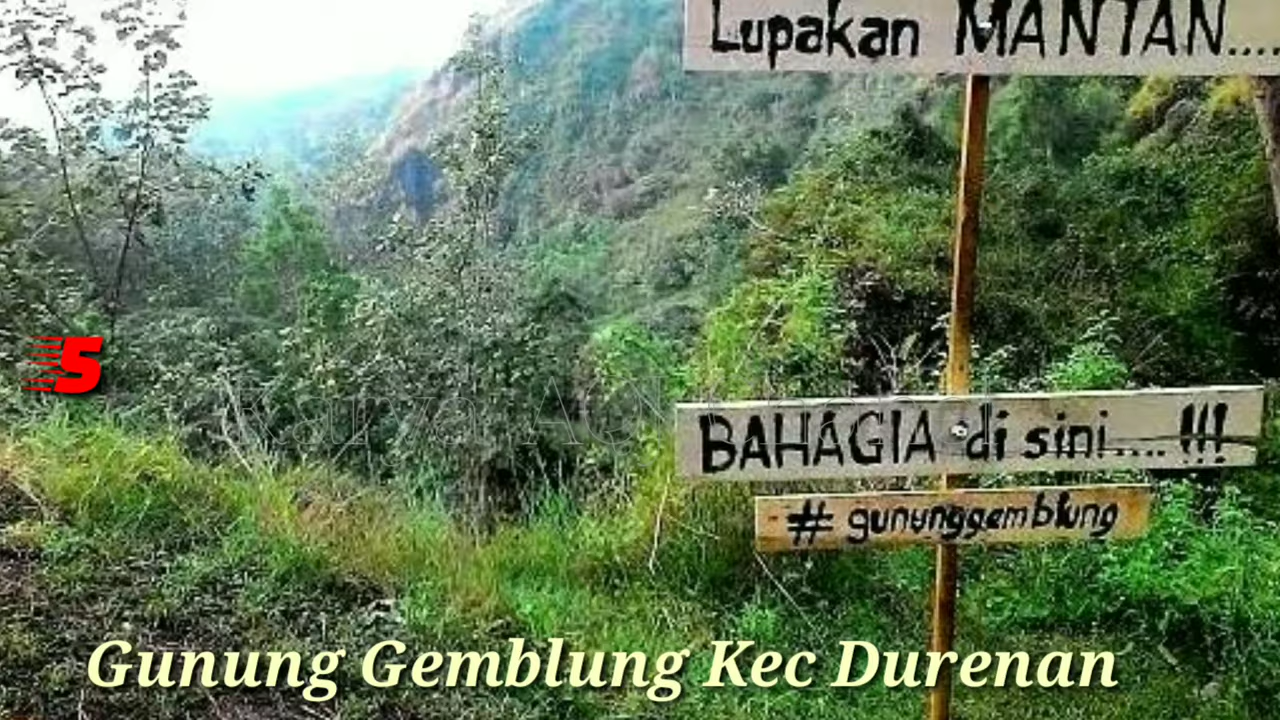 Lupakan MANTAN....
BAHAGIA di sini.... !!!
# gununggemblung
5
Gunung Gemblung Kec Durenan